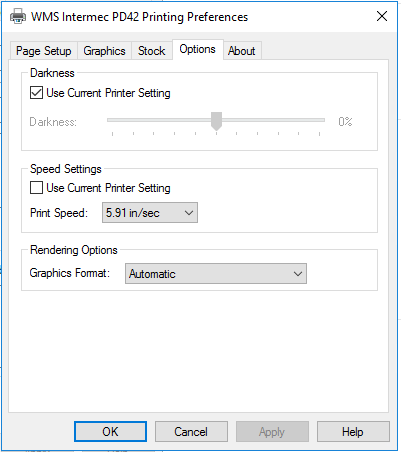 WMS Intermec PD42 Printing Preferences
Page Setup Graphics Stock Options About
Darkness
Use Current Printer Setting
Darkness: 0%
Speed Settings
Use Current Printer Setting
Print Speed: 5.91 in/sec
Rendering Options
Graphics Format: Automatic
OK Cancel Apply Help